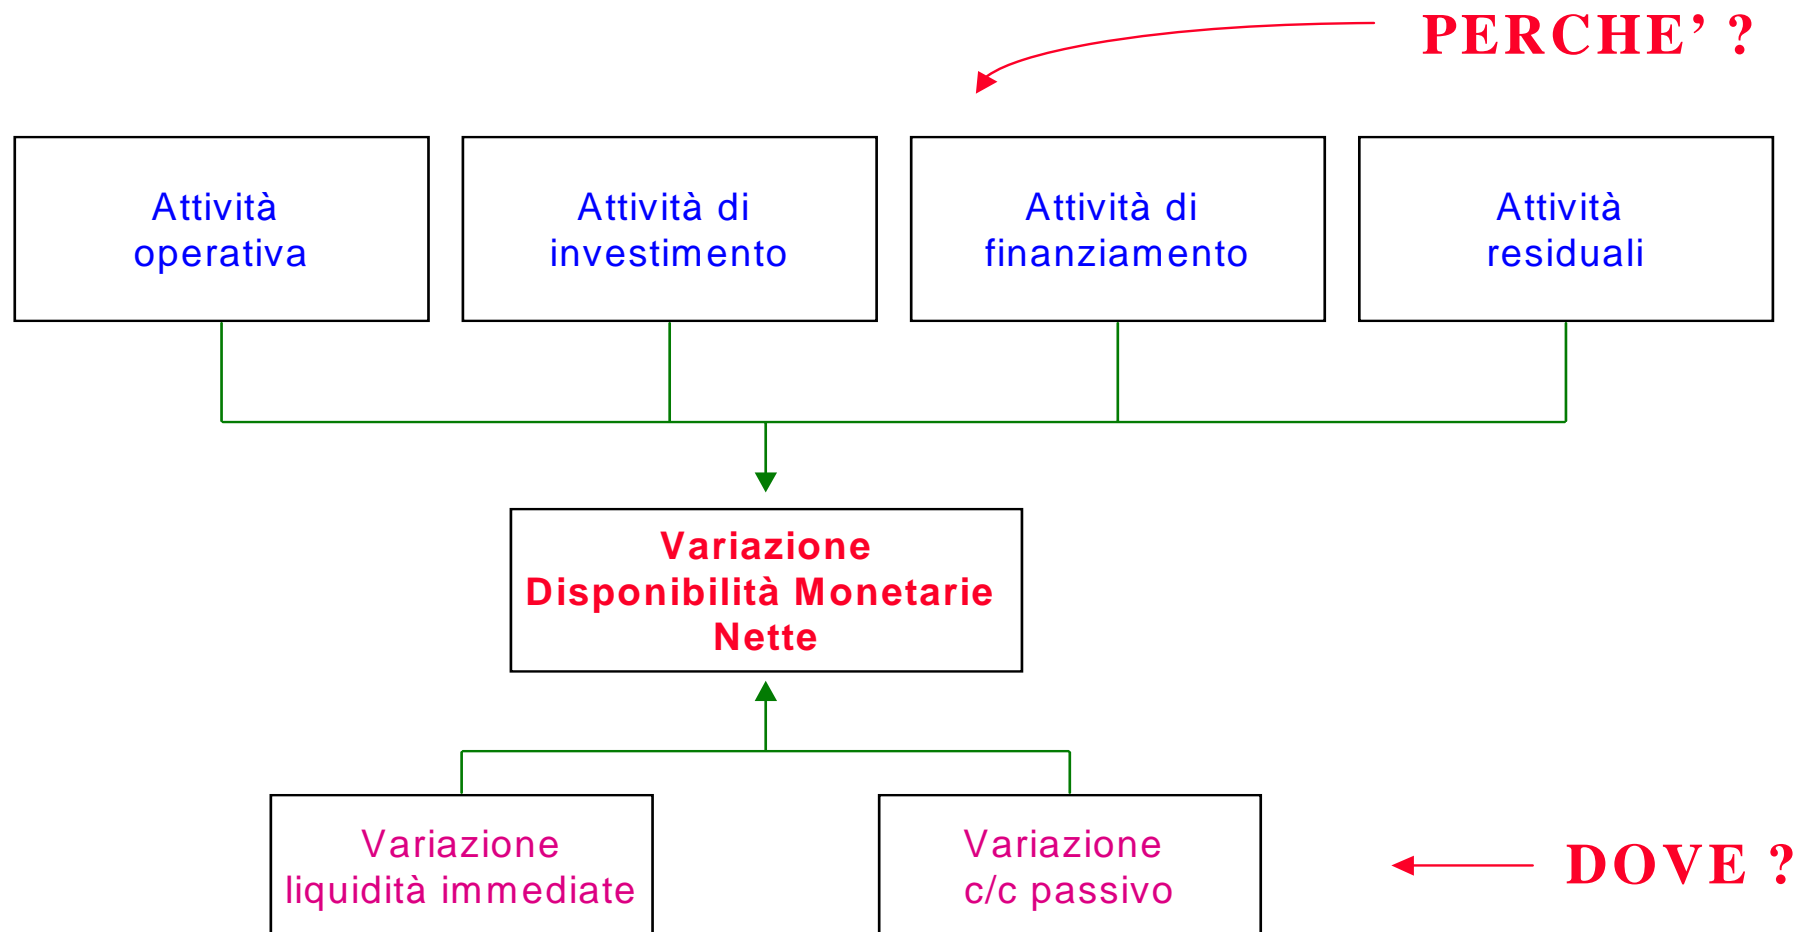 PERCHE’ ?
Attività
operativa
Attività di
investimento
Attività di
finanziamento
Attività
residuali
Variazione
Disponibilità Monetarie
Nette
Variazione
liquidità immediate
Variazione
c/c passivo
DOVE ?